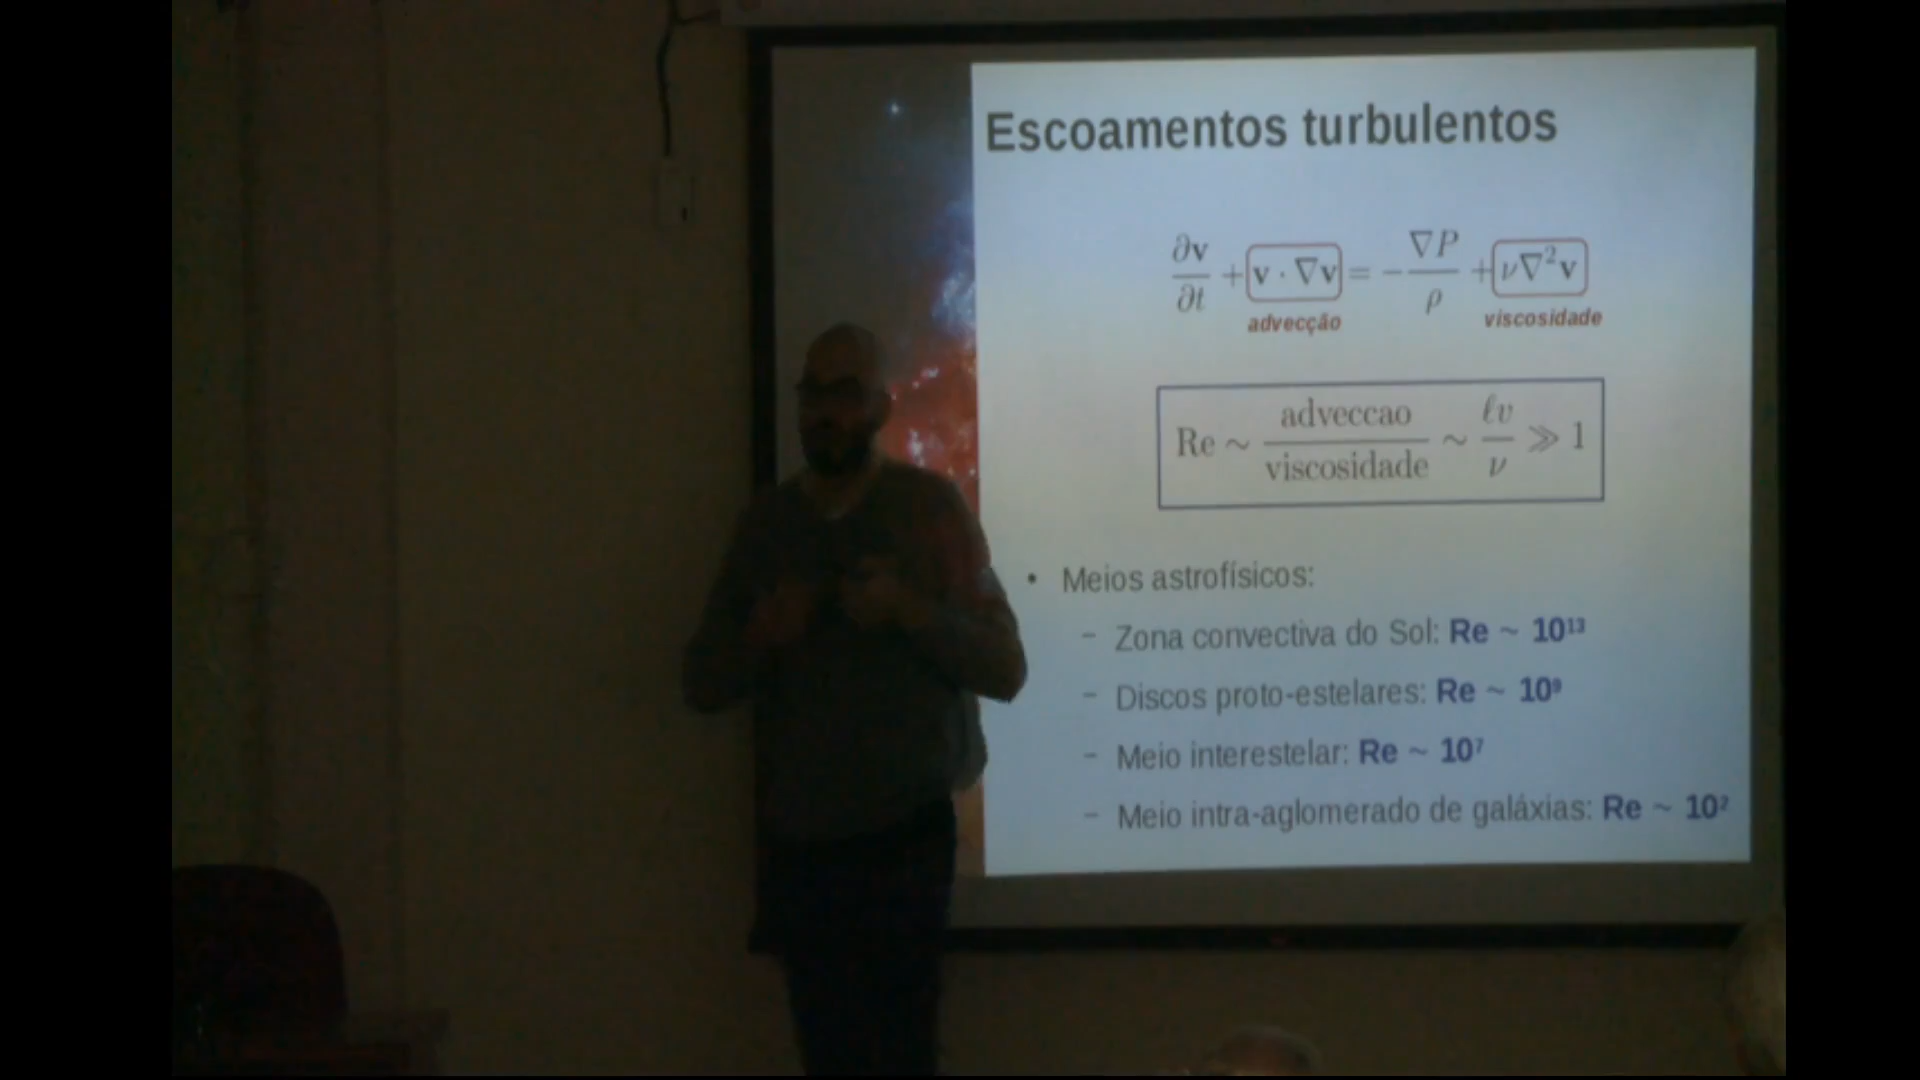 Escoamentos turbulentos
∂v/∂t + v · ∇v = − ∇P/ρ + ν∇²v
advecção viscosidade
Re ~ adveccao/viscosidade ~ ℓv/ν ≫ 1
• Meios astrofísicos:
– Zona convectiva do Sol: Re ~ 10¹³
– Discos proto-estelares: Re ~ 10⁹
– Meio interestelar: Re ~ 10⁷
– Meio intra-aglomerado de galáxias: Re ~ 10²